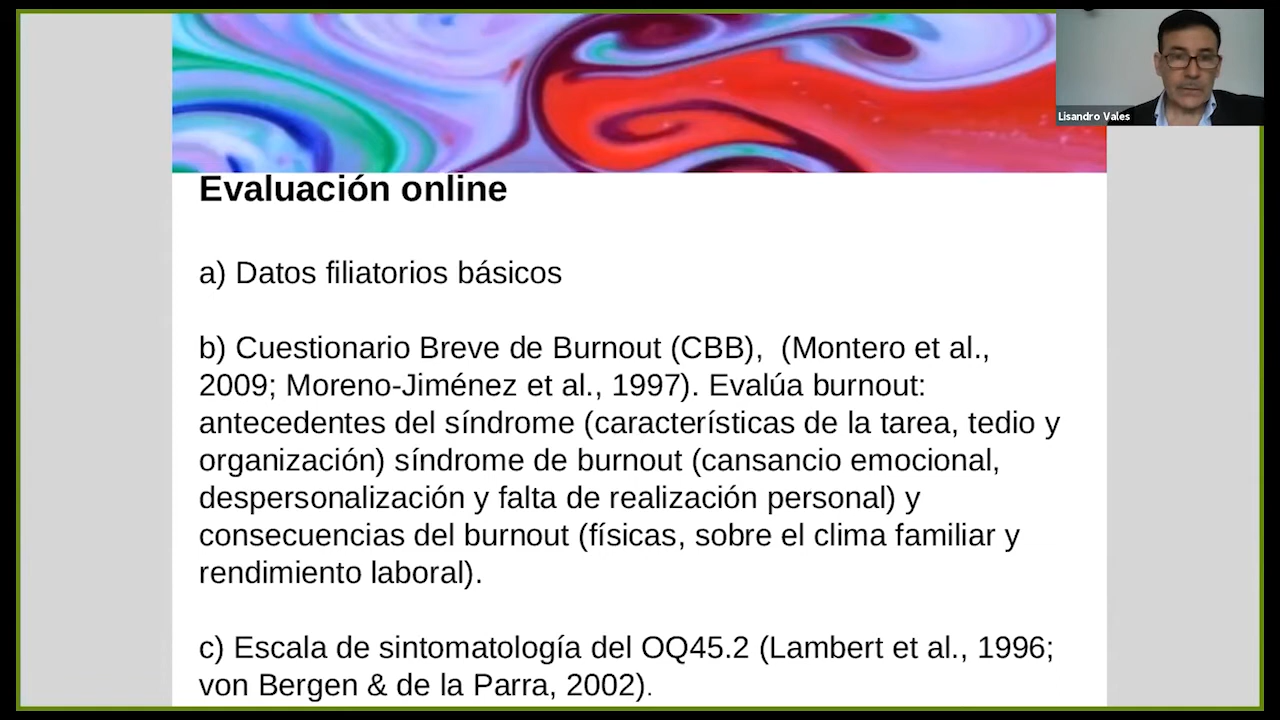 Lisandro Vales
Evaluación online
a) Datos filiatorios básicos
b) Cuestionario Breve de Burnout (CBB),  (Montero et al.,
2009; Moreno-Jiménez et al., 1997). Evalúa burnout:
antecedentes del síndrome (características de la tarea, tedio y
organización) síndrome de burnout (cansancio emocional,
despersonalización y falta de realización personal) y
consecuencias del burnout (físicas, sobre el clima familiar y
rendimiento laboral).
c) Escala de sintomatología del OQ45.2 (Lambert et al., 1996;
von Bergen & de la Parra, 2002).